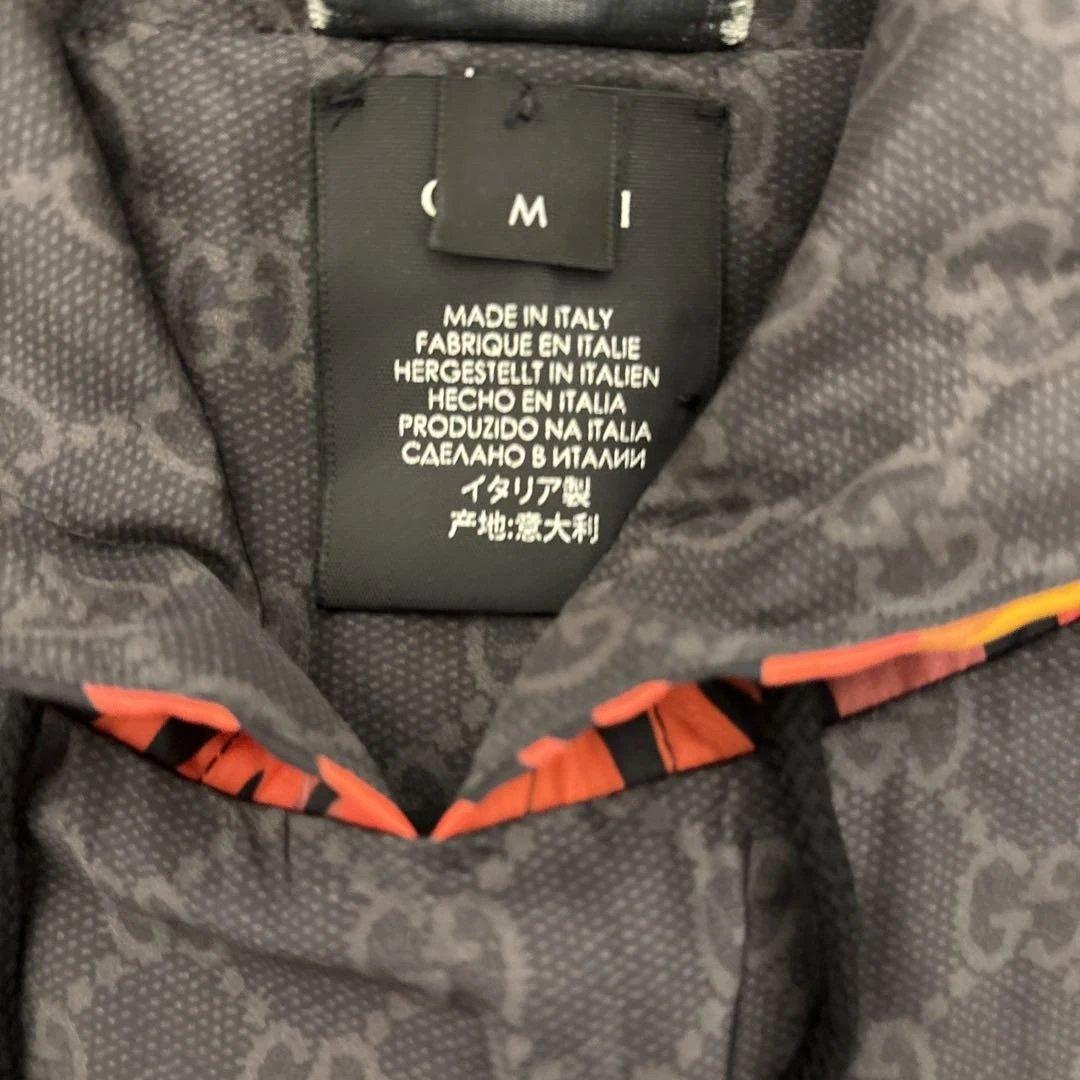 M
MADE IN ITALY
FABRIQUE EN ITALIE
HERGESTELLT IN ITALIEN
HECHO EN ITALIA
PRODUZIDO NA ITALIA
СДЕЛАНО В ИТАЛИИ
イタリア製
产地:意大利